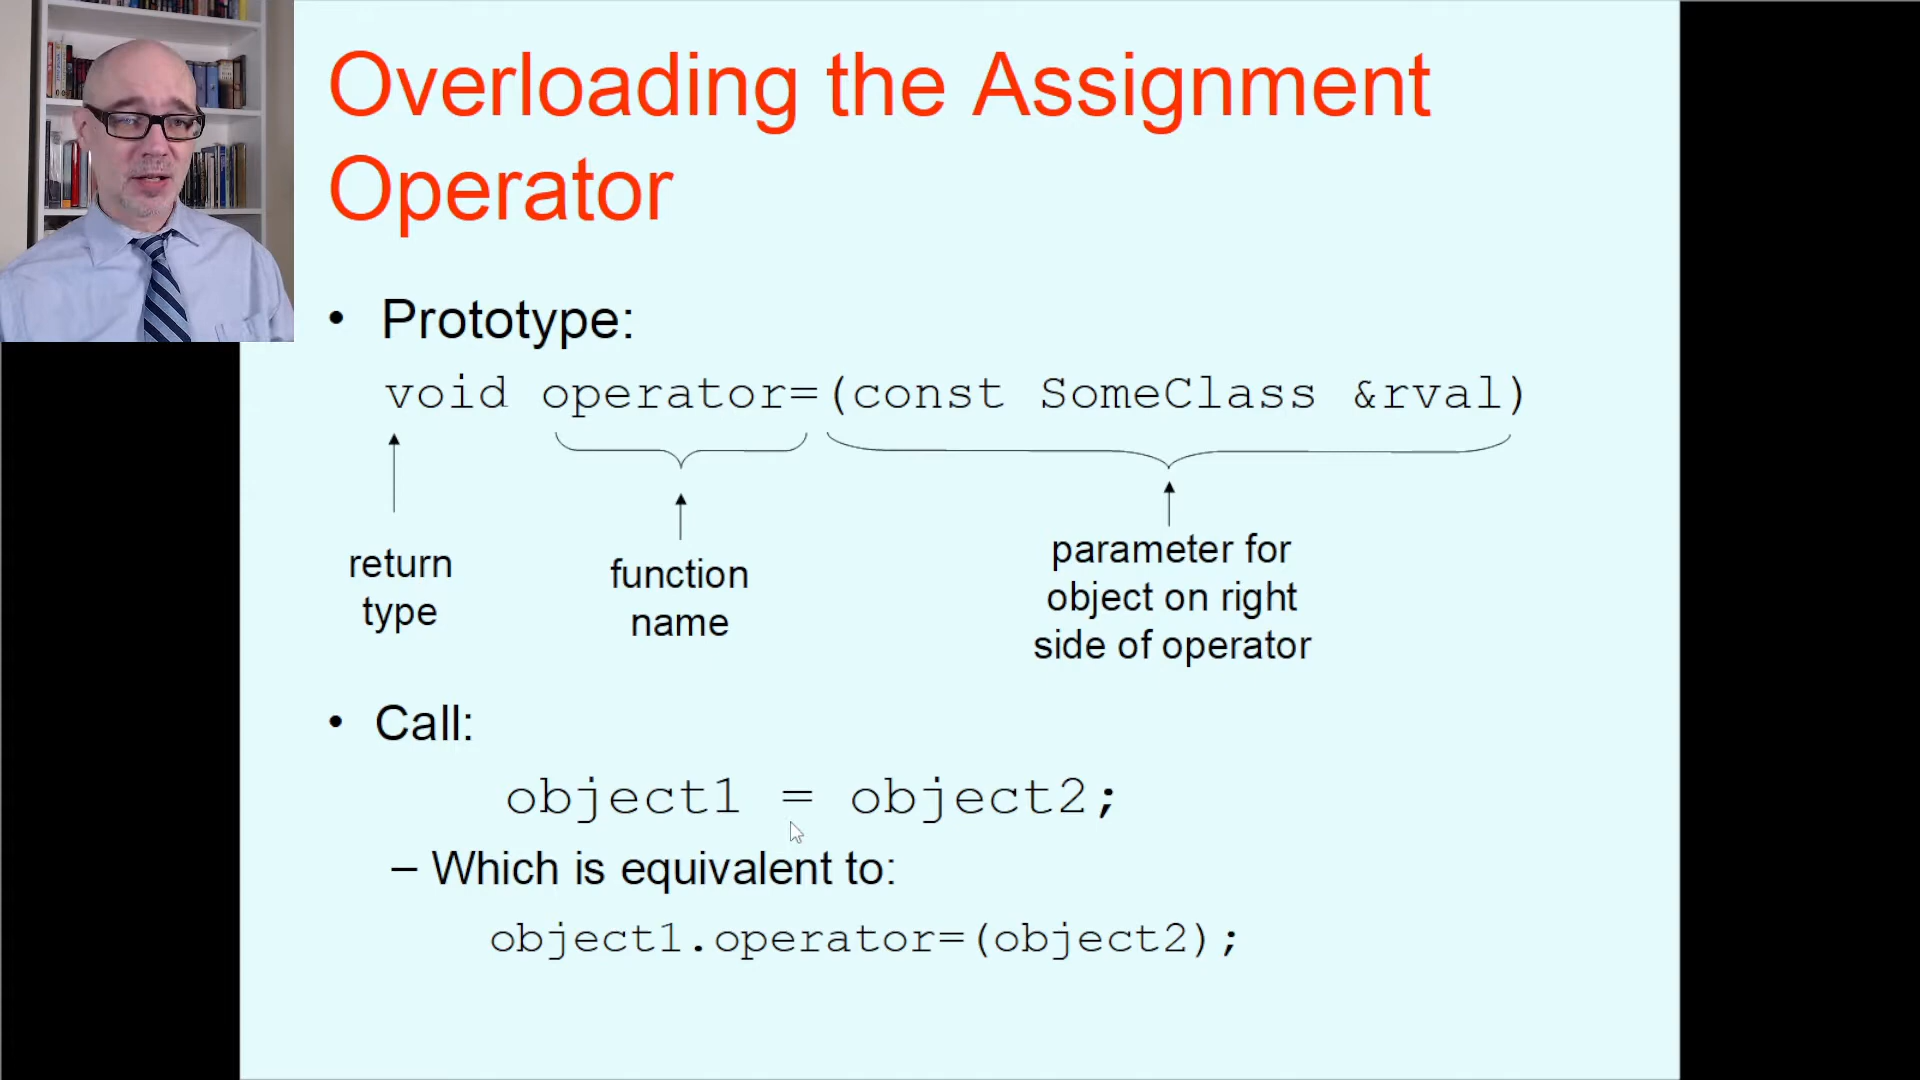 Overloading the Assignment
Operator
• Prototype:
void operator=(const SomeClass &rval)
return
type
function
name
parameter for
object on right
side of operator
• Call:
object1 = object2;
– Which is equivalent to:
object1.operator=(object2);